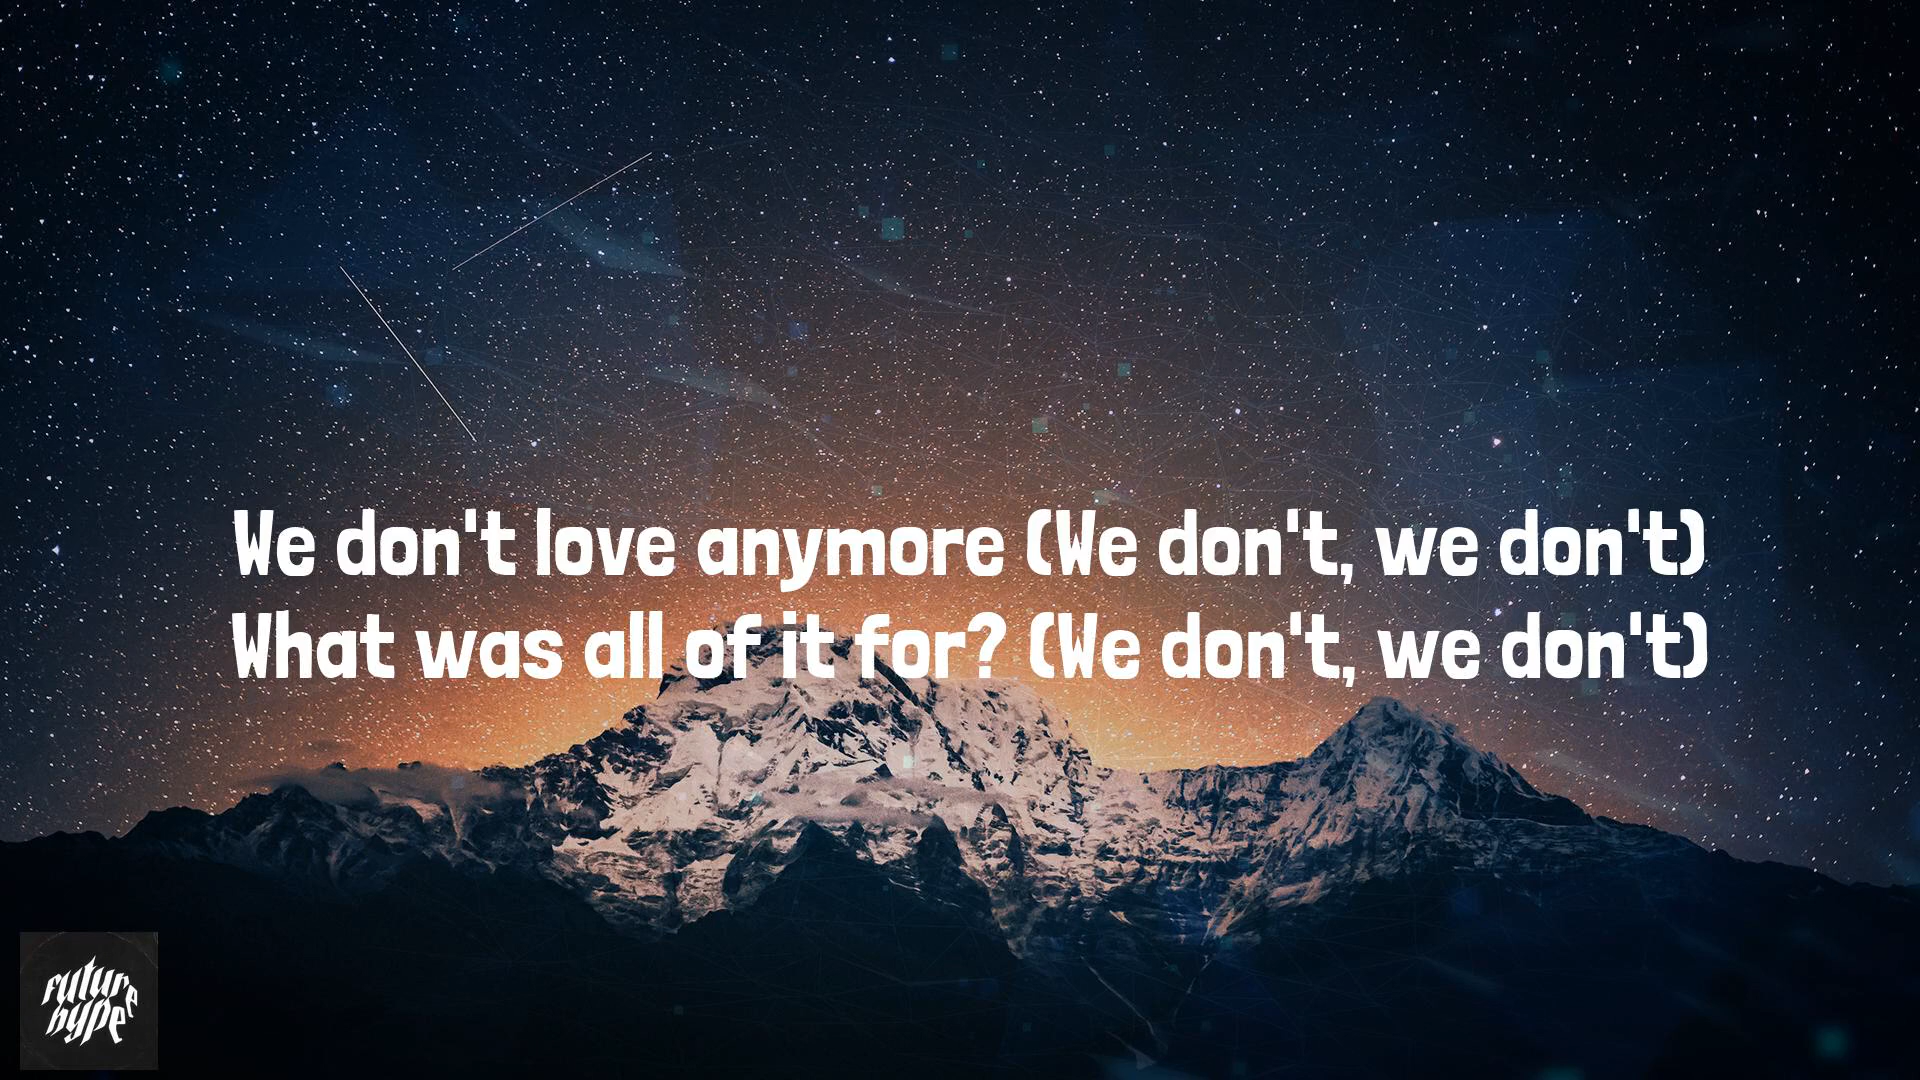 We don't love anymore (We don't, we don't)
What was all of it for? (We don't, we don't)
future
hype